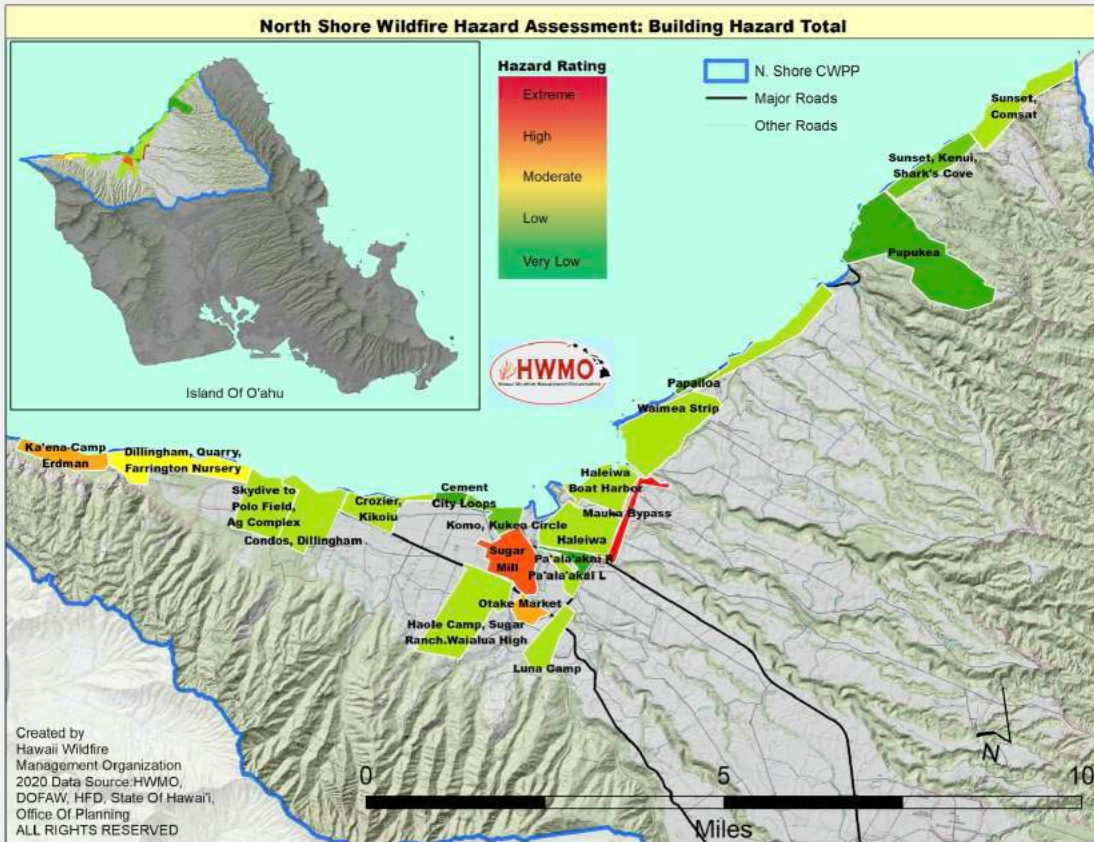 North Shore Wildfire Hazard Assessment: Building Hazard Total
Hazard Rating
Extreme
High
Moderate
Low
Very Low
N. Shore CWPP
Major Roads
Other Roads
Island Of O'ahu
HWMO
Sunset,
Comsat
Sunset, Kenui,
Shark's Cove
Pupukea
Papailoa
Waimea Strip
Ka'ena-Camp
Erdman
Dillingham, Quarry,
Farrington Nursery
Skydive to
Polo Field,
Ag Complex
Condos, Dillingham
Crozier,
Kikoiu
Cement
City Loops
Haleiwa
Boat Harbor
Mauka Bypass
Komo, Kukea Circle
Haleiwa
Sugar
Mill
Pa'ala'akai R
Pa'ala'akai L
Otake Market
Haole Camp, Sugar
Ranch.Waialua High
Luna Camp
Created by
Hawaii Wildfire
Management Organization
2020 Data Source:HWMO,
DOFAW, HFD, State Of Hawai'i,
Office Of Planning
ALL RIGHTS RESERVED
N
0 5 10
Miles